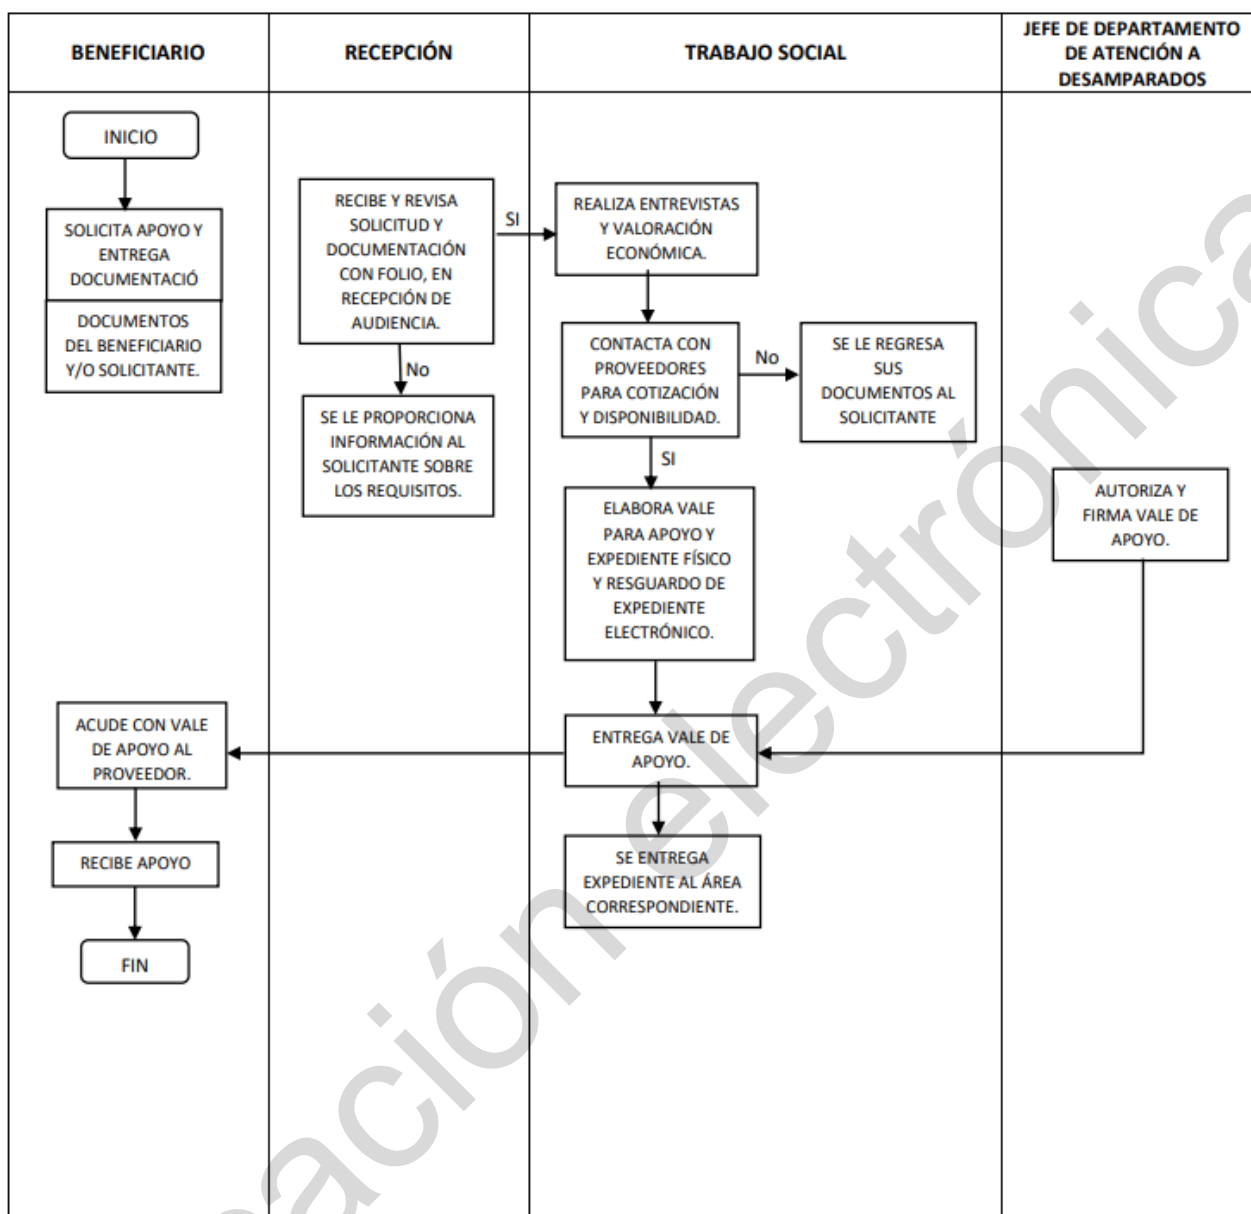 BENEFICIARIO
RECEPCIÓN
TRABAJO SOCIAL
JEFE DE DEPARTAMENTO
DE ATENCIÓN A
DESAMPARADOS
INICIO
SOLICITA APOYO Y
ENTREGA
DOCUMENTACIÓ
DOCUMENTOS
DEL BENEFICIARIO
Y/O SOLICITANTE.
RECIBE Y REVISA
SOLICITUD Y
DOCUMENTACIÓN
CON FOLIO, EN
RECEPCIÓN DE
AUDIENCIA.
SI
No
SE LE PROPORCIONA
INFORMACIÓN AL
SOLICITANTE SOBRE
LOS REQUISITOS.
REALIZA ENTREVISTAS
Y VALORACIÓN
ECONÓMICA.
CONTACTA CON
PROVEEDORES
PARA COTIZACIÓN
Y DISPONIBILIDAD.
No
SE LE REGRESA
SUS
DOCUMENTOS AL
SOLICITANTE
SI
ELABORA VALE
PARA APOYO Y
EXPEDIENTE FÍSICO
Y RESGUARDO DE
EXPEDIENTE
ELECTRÓNICO.
AUTORIZA Y
FIRMA VALE DE
APOYO.
ENTREGA VALE DE
APOYO.
ACUDE CON VALE
DE APOYO AL
PROVEEDOR.
SE ENTREGA
EXPEDIENTE AL ÁREA
CORRESPONDIENTE.
RECIBE APOYO
FIN
ación electrónica